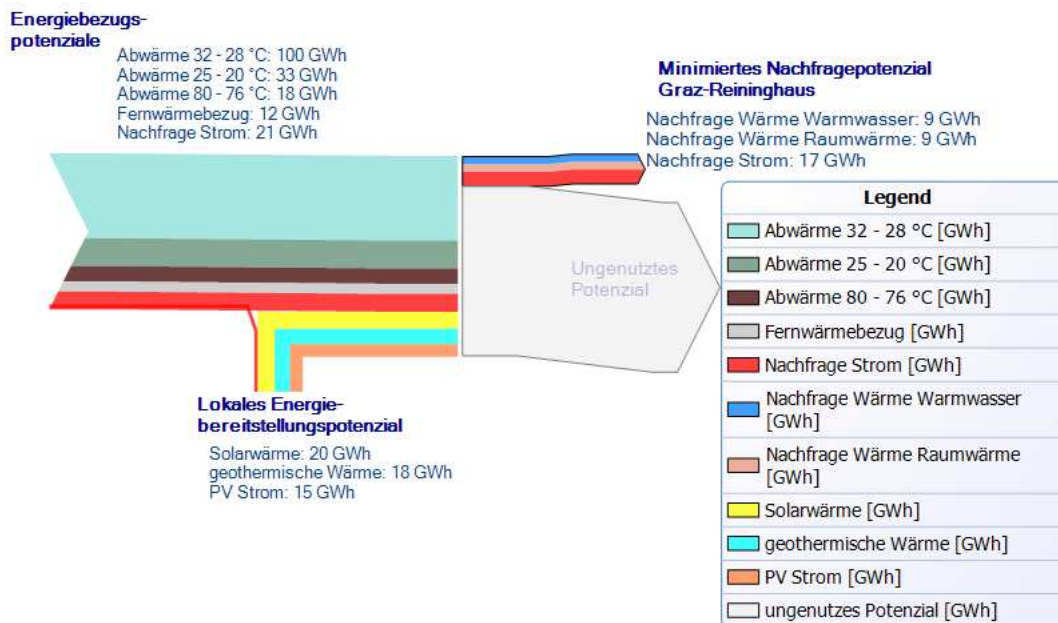 Energiebezugs-
potenziale
Abwärme 32 - 28 °C: 100 GWh
Abwärme 25 - 20 °C: 33 GWh
Abwärme 80 - 76 °C: 18 GWh
Fernwärmebezug: 12 GWh
Nachfrage Strom: 21 GWh
Minimiertes Nachfragepotenzial
Graz-Reininghaus
Nachfrage Wärme Warmwasser: 9 GWh
Nachfrage Wärme Raumwärme: 9 GWh
Nachfrage Strom: 17 GWh
Ungenutztes
Potenzial
Lokales Energie-
bereitstellungspotenzial
Solarwärme: 20 GWh
geothermische Wärme: 18 GWh
PV Strom: 15 GWh
Legend
Abwärme 32 - 28 °C [GWh]
Abwärme 25 - 20 °C [GWh]
Abwärme 80 - 76 °C [GWh]
Fernwärmebezug [GWh]
Nachfrage Strom [GWh]
Nachfrage Wärme Warmwasser
[GWh]
Nachfrage Wärme Raumwärme
[GWh]
Solarwärme [GWh]
geothermische Wärme [GWh]
PV Strom [GWh]
ungenutzes Potenzial [GWh]